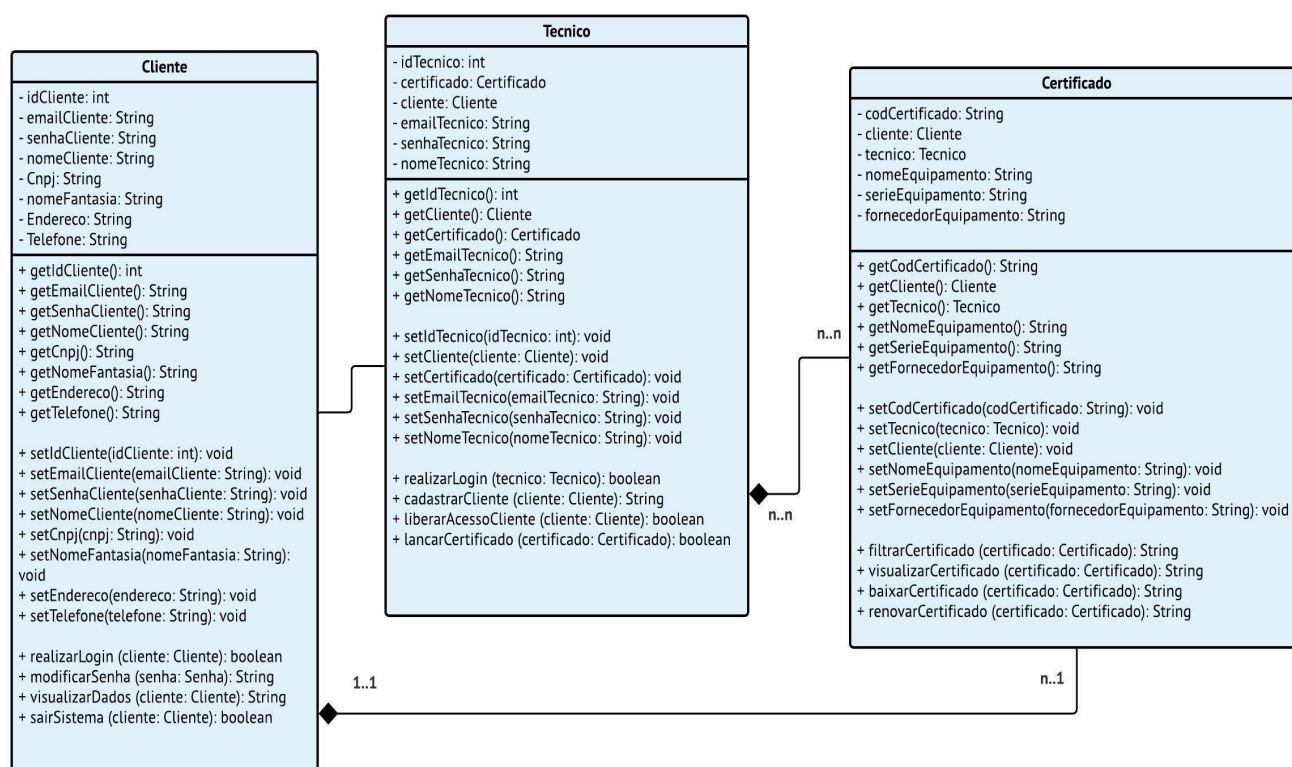 Cliente
- idCliente: int
- emailCliente: String
- senhaCliente: String
- nomeCliente: String
- Cnpj: String
- nomeFantasia: String
- Endereco: String
- Telefone: String
+ getIdCliente(): int
+ getEmailCliente(): String
+ getSenhaCliente(): String
+ getNomeCliente(): String
+ getCnpj(): String
+ getNomeFantasia(): String
+ getEndereco(): String
+ getTelefone(): String
+ setIdCliente(idCliente: int): void
+ setEmailCliente(emailCliente: String): void
+ setSenhaCliente(senhaCliente: String): void
+ setNomeCliente(nomeCliente: String): void
+ setCnpj(cnpj: String): void
+ setNomeFantasia(nomeFantasia: String):
void
+ setEndereco(endereco: String): void
+ setTelefone(telefone: String): void
+ realizarLogin (cliente: Cliente): boolean
+ modificarSenha (senha: Senha): String
+ visualizarDados (cliente: Cliente): String
+ sairSistema (cliente: Cliente): boolean
Tecnico
- idTecnico: int
- certificado: Certificado
- cliente: Cliente
- emailTecnico: String
- senhaTecnico: String
- nomeTecnico: String
+ getIdTecnico(): int
+ getCliente(): Cliente
+ getCertificado(): Certificado
+ getEmailTecnico(): String
+ getSenhaTecnico(): String
+ getNomeTecnico(): String
+ setIdTecnico(idTecnico: int): void
+ setCliente(cliente: Cliente): void
+ setCertificado(certificado: Certificado): void
+ setEmailTecnico(emailTecnico: String): void
+ setSenhaTecnico(senhaTecnico: String): void
+ setNomeTecnico(nomeTecnico: String): void
+ realizarLogin (tecnico: Tecnico): boolean
+ cadastrarCliente (cliente: Cliente): String
+ liberarAcessoCliente (cliente: Cliente): boolean
+ lancarCertificado (certificado: Certificado): boolean
Certificado
- codCertificado: String
- cliente: Cliente
- tecnico: Tecnico
- nomeEquipamento: String
- serieEquipamento: String
- fornecedorEquipamento: String
+ getCodCertificado(): String
+ getCliente(): Cliente
+ getTecnico(): Tecnico
+ getNomeEquipamento(): String
+ getSerieEquipamento(): String
+ getFornecedorEquipamento(): String
+ setCodCertificado(codCertificado: String): void
+ setTecnico(tecnico: Tecnico): void
+ setCliente(cliente: Cliente): void
+ setNomeEquipamento(nomeEquipamento: String): void
+ setSerieEquipamento(serieEquipamento: String): void
+ setFornecedorEquipamento(fornecedorEquipamento: String): void
+ filtrarCertificado (certificado: Certificado): String
+ visualizarCertificado (certificado: Certificado): String
+ baixarCertificado (certificado: Certificado): String
+ renovarCertificado (certificado: Certificado): String
n..n
n..n
1..1
n..1